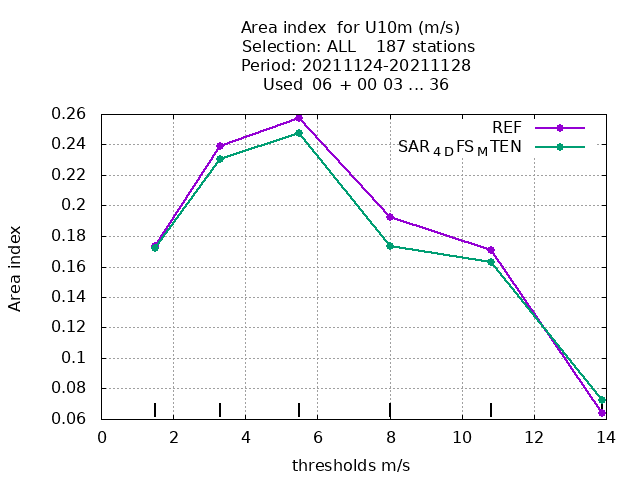 Area index  for U10m (m/s)
Selection: ALL    187 stations
Period: 20211124-20211128
Used  06 + 00 03 ... 36
0.26
0.24
0.22
0.2
0.18
0.16
0.14
0.12
0.1
0.08
0.06
Area index
REF
SAR4DFSMTEN
0 2 4 6 8 10 12 14
thresholds m/s